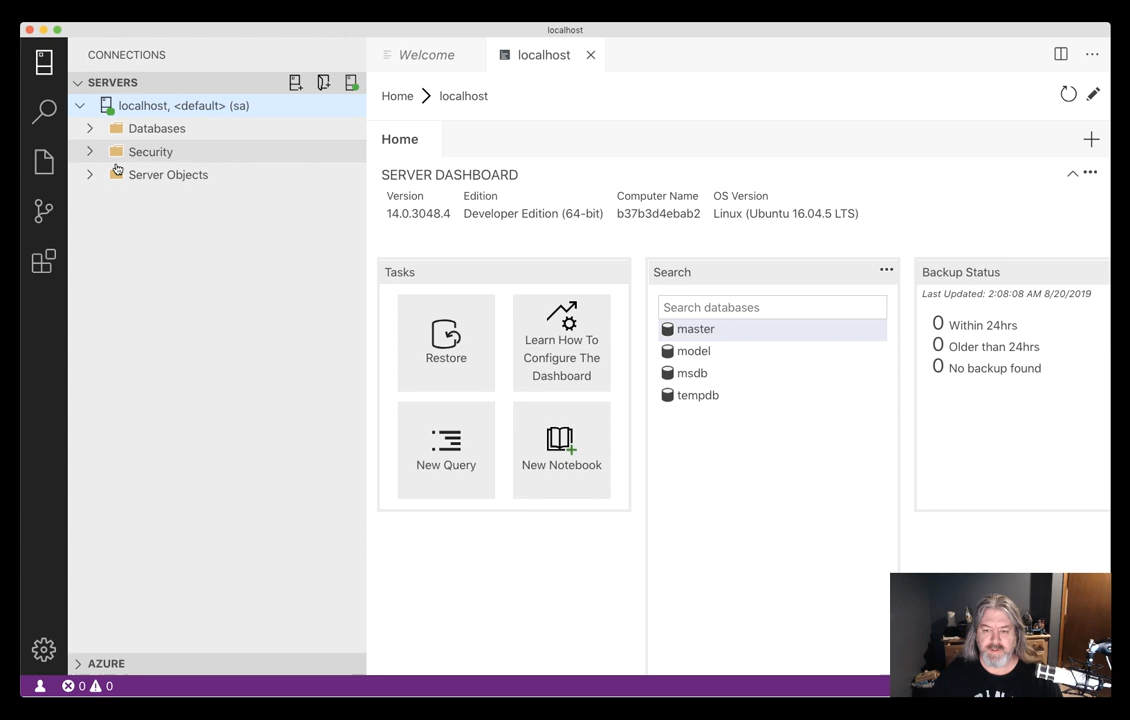 localhost
CONNECTIONS
SERVERS
localhost, <default> (sa)
Databases
Security
Server Objects
AZURE
Welcome
localhost
Home
localhost
Home
SERVER DASHBOARD
Version
Edition
Computer Name
OS Version
14.0.3048.4
Developer Edition (64-bit)
b37b3d4ebab2
Linux (Ubuntu 16.04.5 LTS)
Tasks
Restore
Learn How To
Configure The
Dashboard
New Query
New Notebook
Search
Search databases
master
model
msdb
tempdb
Backup Status
Last Updated: 2:08:08 AM 8/20/2019
0 Within 24hrs
0 Older than 24hrs
0 No backup found
0
0